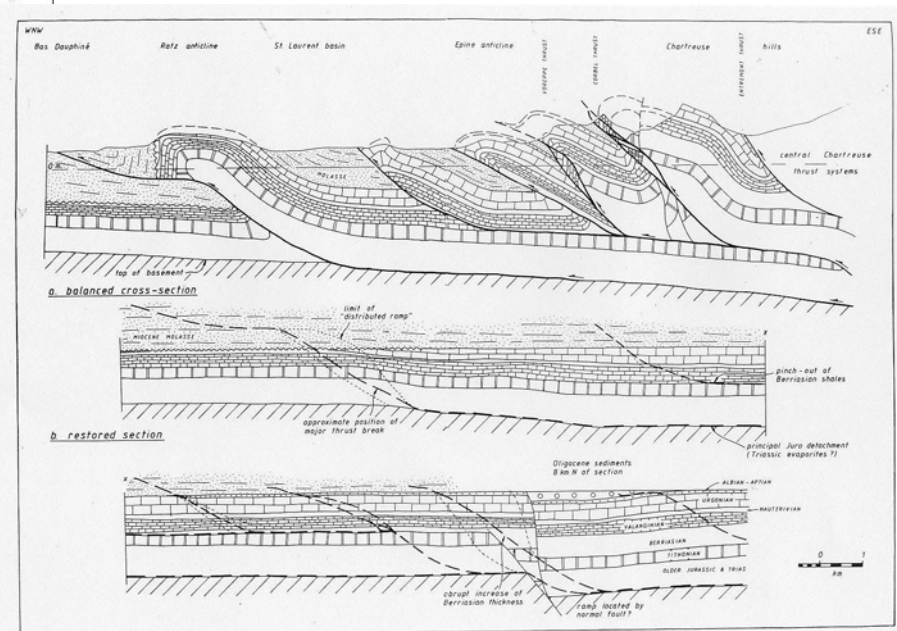 WNW
ESE
Bas Dauphiné
Ratz anticline
St. Laurent basin
Epine anticline
VOREPPE THRUST
CORBEL THRUST
Chartreuse hills
ENTREMONT THRUST
0 m
MOLASSE
central Chartreuse
thrust systems
top of basement
a. balanced cross-section
limit of
"distributed ramp"
MIOCENE MOLASSE
x
pinch-out of
Berriasian shales
approximate position of
major thrust break
b. restored section
principal Jura detachment
(Triassic evaporites?)
Oligocene sediments
8 km N of section
x
ALBIAN-APTIAN
URGONIAN
HAUTERIVIAN
VALANGINIAN
BERRIASIAN
TITHONIAN
OLDER JURASSIC & TRIAS
0 1
km
abrupt increase of
Berriasian thickness
ramp located by
normal fault?